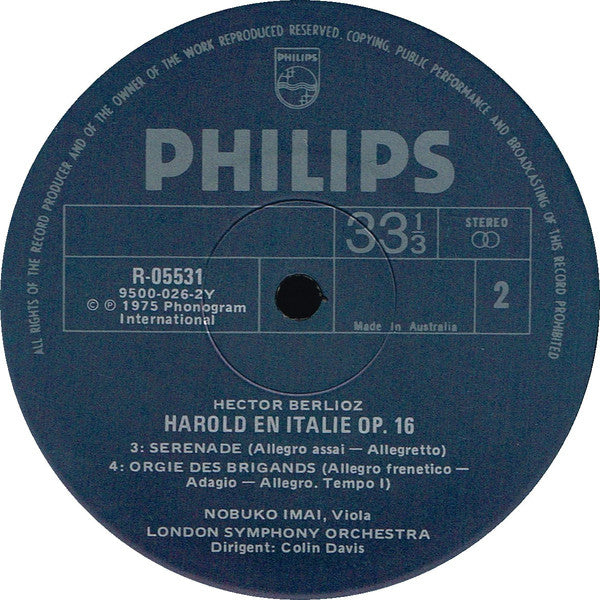 ALL RIGHTS OF THE RECORD PRODUCER AND OF THE OWNER OF THE WORK REPRODUCED RESERVED. COPYING, PUBLIC PERFORMANCE AND BROADCASTING OF THIS RECORD PROHIBITED
PHILIPS
PHILIPS
33 1/3
STEREO
R-05531
9500-026-2Y
© ℗ 1975 Phonogram
International
2
Made in Australia
HECTOR BERLIOZ
HAROLD EN ITALIE OP. 16
3: SERENADE (Allegro assai — Allegretto)
4: ORGIE DES BRIGANDS (Allegro frenetico —
Adagio — Allegro. Tempo I)
NOBUKO IMAI, Viola
LONDON SYMPHONY ORCHESTRA
Dirigent: Colin Davis